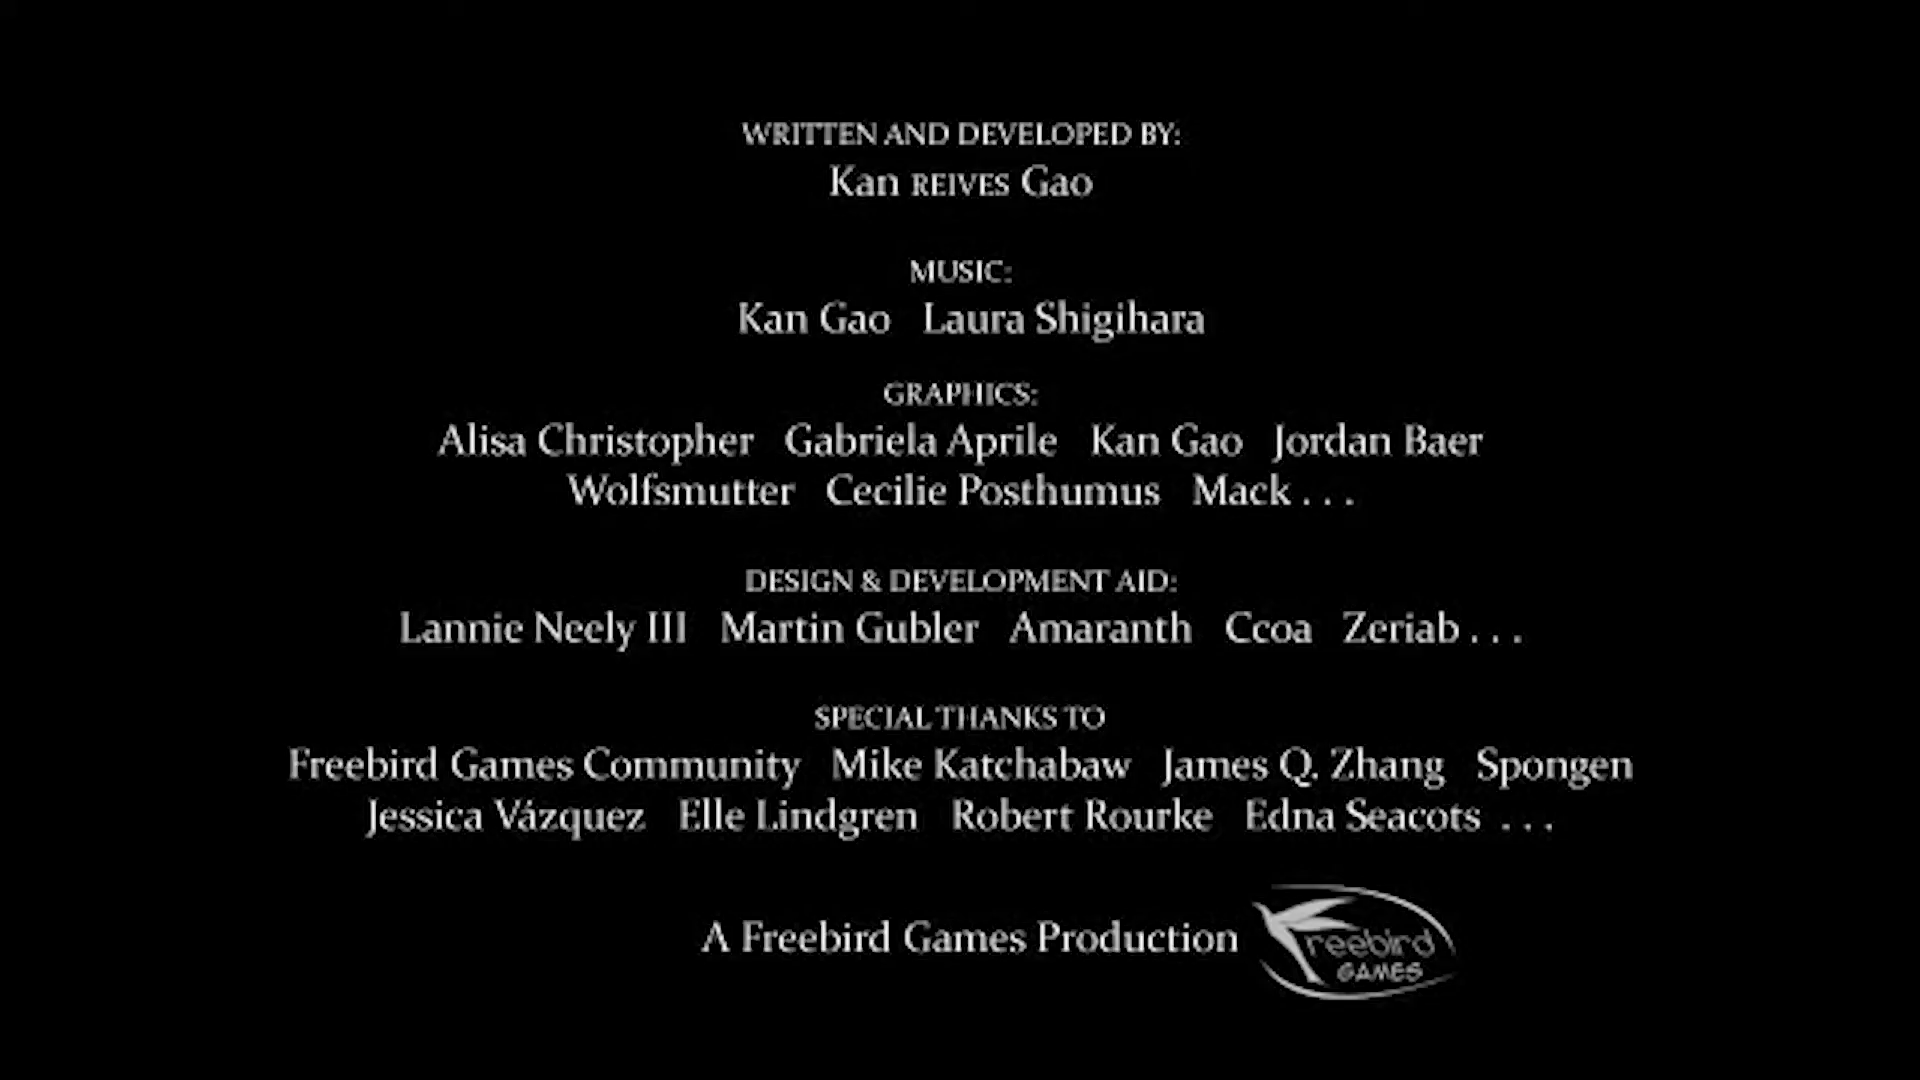 WRITTEN AND DEVELOPED BY:
Kan REIVES Gao
MUSIC:
Kan Gao Laura Shigihara
GRAPHICS:
Alisa Christopher Gabriela Aprile Kan Gao Jordan Baer
Wolfsmutter Cecilie Posthumus Mack . . .
DESIGN & DEVELOPMENT AID:
Lannie Neely III Martin Gubler Amaranth Ccoa Zeriab . . .
SPECIAL THANKS TO
Freebird Games Community Mike Katchabaw James Q. Zhang Spongen
Jessica Vázquez Elle Lindgren Robert Rourke Edna Seacots . . .
A Freebird Games Production
Freebird
GAMES